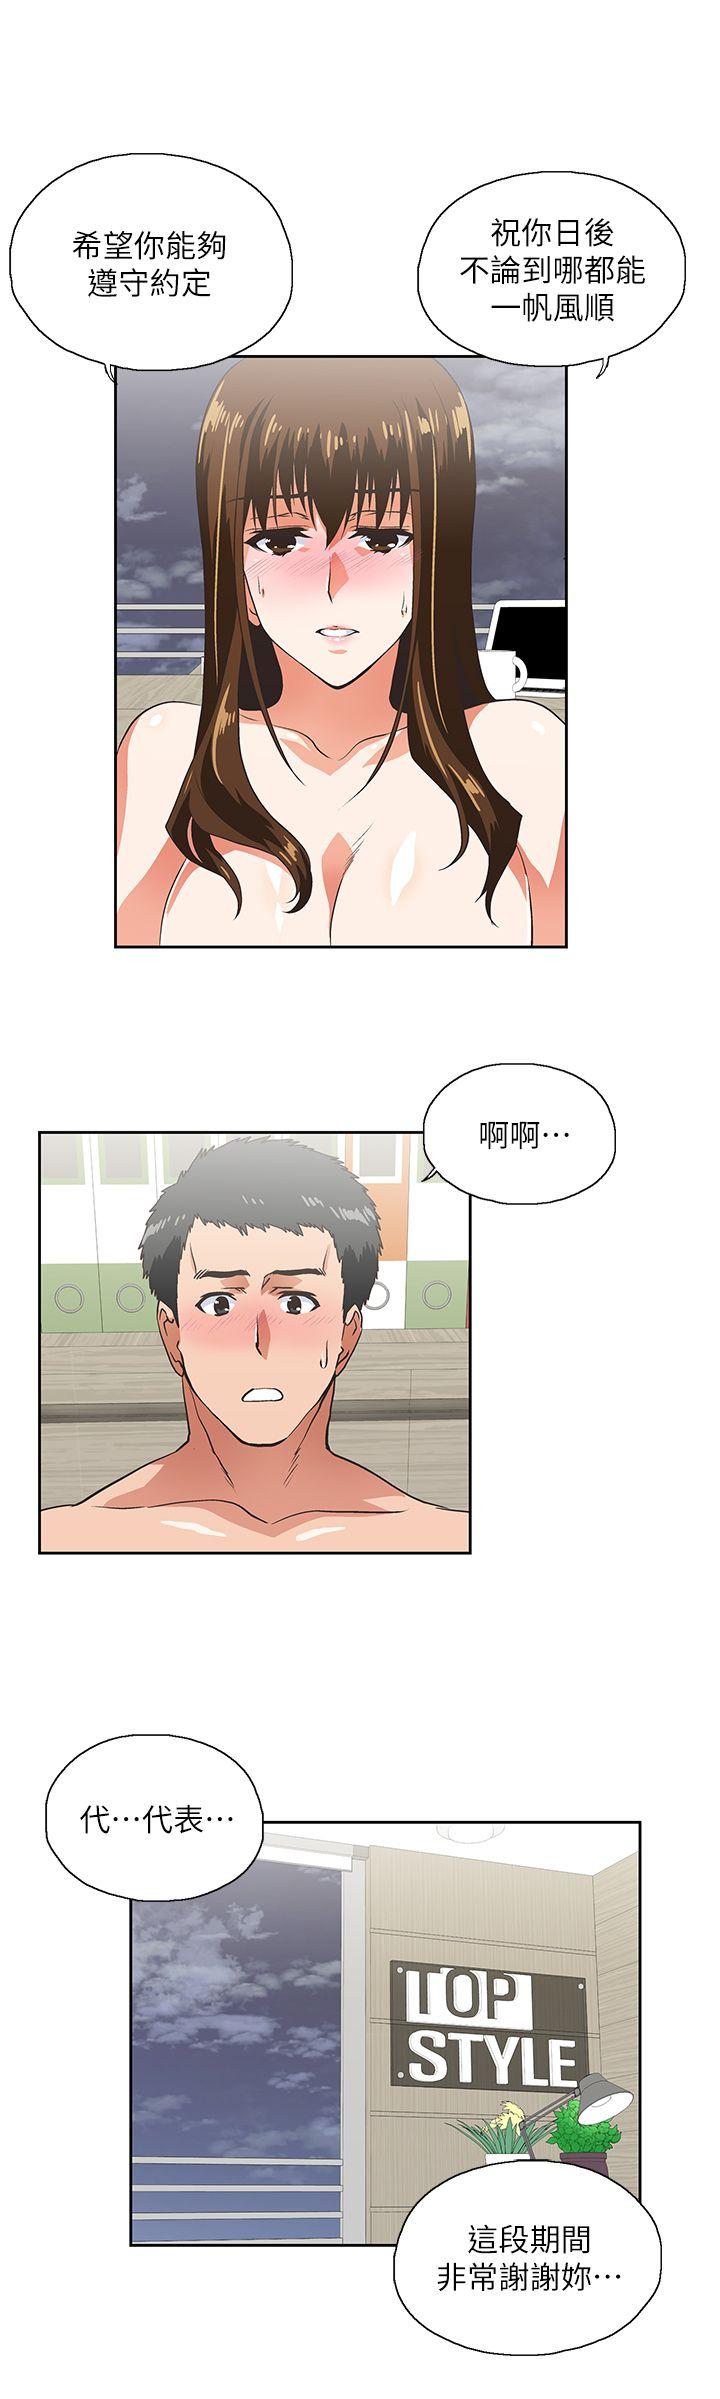 希望你能夠
遵守約定
祝你日後
不論到哪都能
一帆風順
啊啊…
代…代表…
TOP
STYLE
這段期間
非常謝謝妳…